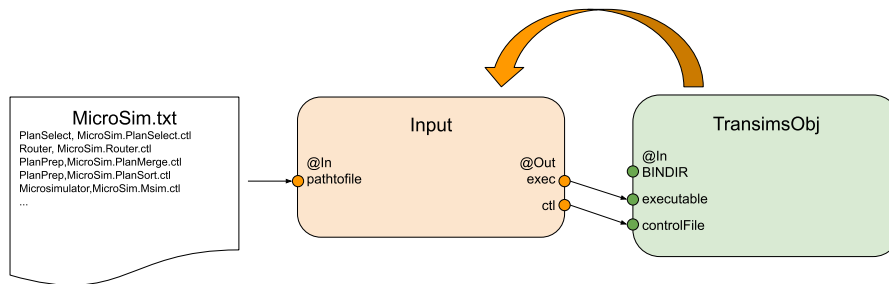 MicroSim.txt
PlanSelect, MicroSim.PlanSelect.ctl
Router, MicroSim.Router.ctl
PlanPrep,MicroSim.PlanMerge.ctl
PlanPrep,MicroSim.PlanSort.ctl
Microsimulator,MicroSim.Msim.ctl
...
Input
@In
pathtofile
@Out
exec
ctl
TransimsObj
@In
BINDIR
executable
controlFile